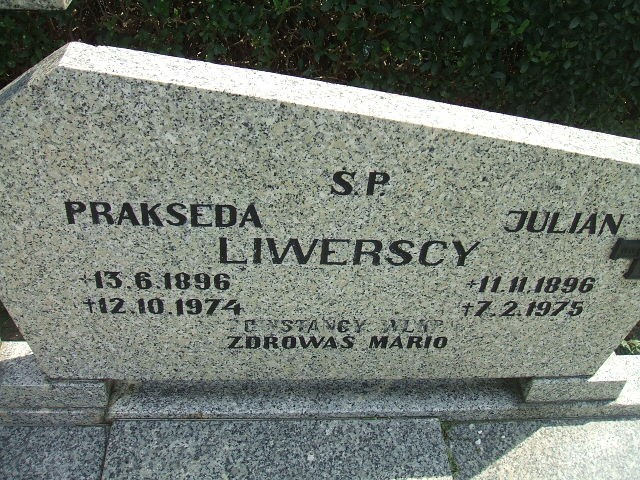 S.P.
PRAKSEDA JULIAN
LIWERSCY
*13.6.1896 *11.11.1896
+12.10.1974 +7.2.1975
ZDROWAS MARIO